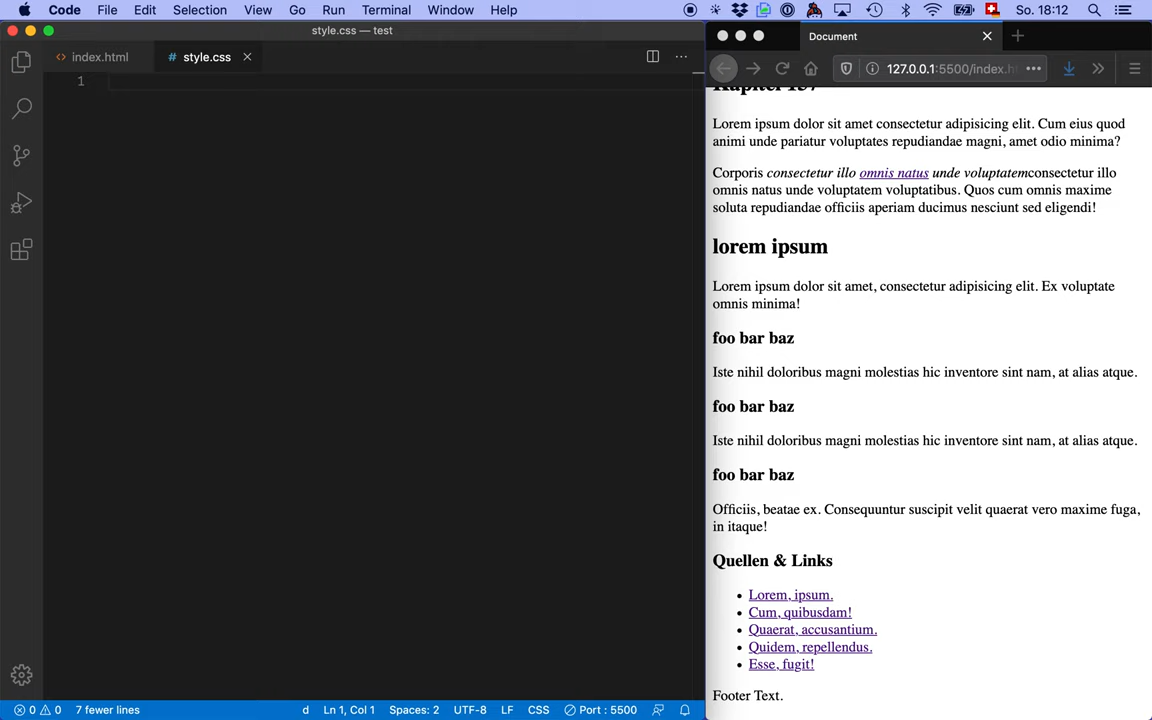 Code File Edit Selection View Go Run Terminal Window Help So. 18:12
style.css — test
index.html # style.css
1
Document
127.0.0.1:5500/index.h
Kapitel 137
Lorem ipsum dolor sit amet consectetur adipisicing elit. Cum eius quod
animi unde pariatur voluptates repudiandae magni, amet odio minima?
Corporis consectetur illo omnis natus unde voluptatemconsectetur illo
omnis natus unde voluptatem voluptatibus. Quos cum omnis maxime
soluta repudiandae officiis aperiam ducimus nesciunt sed eligendi!
lorem ipsum
Lorem ipsum dolor sit amet, consectetur adipisicing elit. Ex voluptate
omnis minima!
foo bar baz
Iste nihil doloribus magni molestias hic inventore sint nam, at alias atque.
foo bar baz
Iste nihil doloribus magni molestias hic inventore sint nam, at alias atque.
foo bar baz
Officiis, beatae ex. Consequuntur suscipit velit quaerat vero maxime fuga,
in itaque!
Quellen & Links
• Lorem, ipsum.
• Cum, quibusdam!
• Quaerat, accusantium.
• Quidem, repellendus.
• Esse, fugit!
Footer Text.
0 0 7 fewer lines d Ln 1, Col 1 Spaces: 2 UTF-8 LF CSS Port : 5500